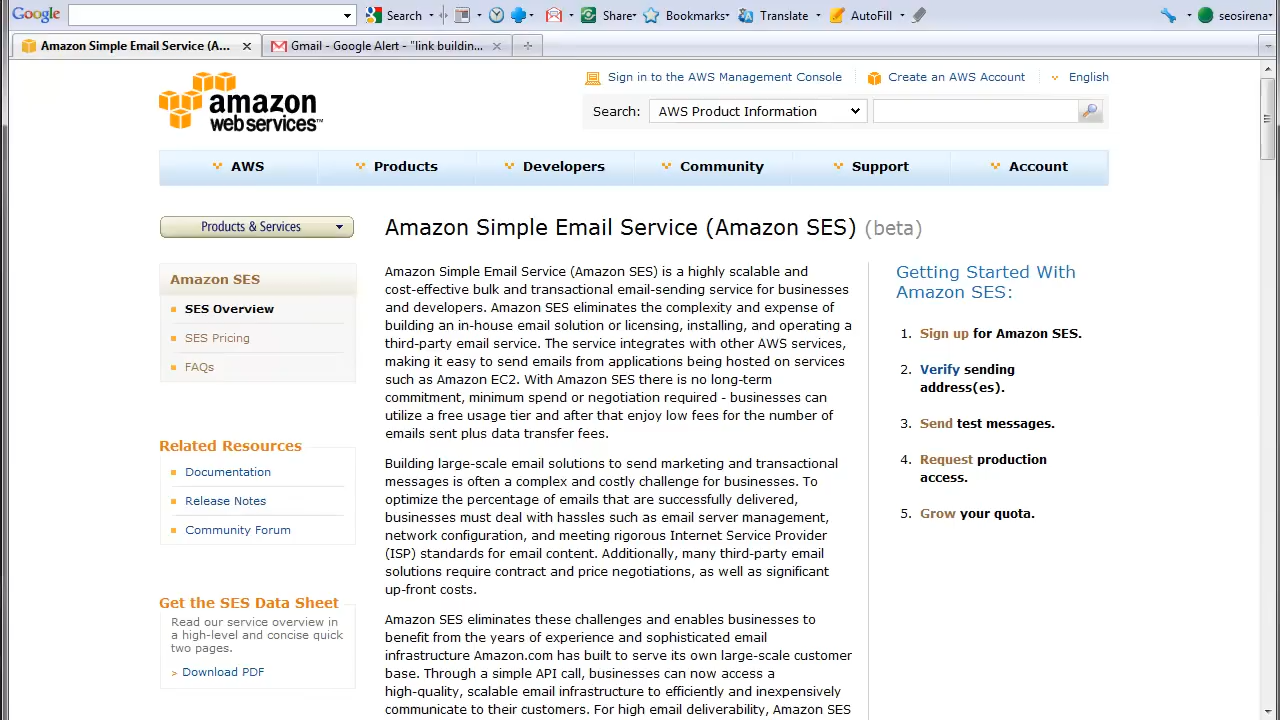 Google
Search
Share
Bookmarks
Translate
AutoFill
seosirena
Amazon Simple Email Service (A...
Gmail - Google Alert - "link buildin...
amazon
web services™
Sign in to the AWS Management Console
Create an AWS Account
English
Search:
AWS Product Information
AWS
Products
Developers
Community
Support
Account
Products & Services
Amazon SES
SES Overview
SES Pricing
FAQs
Related Resources
Documentation
Release Notes
Community Forum
Get the SES Data Sheet
Read our service overview in
a high-level and concise quick
two pages.
> Download PDF
Amazon Simple Email Service (Amazon SES) (beta)
Amazon Simple Email Service (Amazon SES) is a highly scalable and
cost-effective bulk and transactional email-sending service for businesses
and developers. Amazon SES eliminates the complexity and expense of
building an in-house email solution or licensing, installing, and operating a
third-party email service. The service integrates with other AWS services,
making it easy to send emails from applications being hosted on services
such as Amazon EC2. With Amazon SES there is no long-term
commitment, minimum spend or negotiation required - businesses can
utilize a free usage tier and after that enjoy low fees for the number of
emails sent plus data transfer fees.
Building large-scale email solutions to send marketing and transactional
messages is often a complex and costly challenge for businesses. To
optimize the percentage of emails that are successfully delivered,
businesses must deal with hassles such as email server management,
network configuration, and meeting rigorous Internet Service Provider
(ISP) standards for email content. Additionally, many third-party email
solutions require contract and price negotiations, as well as significant
up-front costs.
Amazon SES eliminates these challenges and enables businesses to
benefit from the years of experience and sophisticated email
infrastructure Amazon.com has built to serve its own large-scale customer
base. Through a simple API call, businesses can now access a
high-quality, scalable email infrastructure to efficiently and inexpensively
communicate to their customers. For high email deliverability, Amazon SES
Getting Started With
Amazon SES:
1. Sign up for Amazon SES.
2. Verify sending
address(es).
3. Send test messages.
4. Request production
access.
5. Grow your quota.